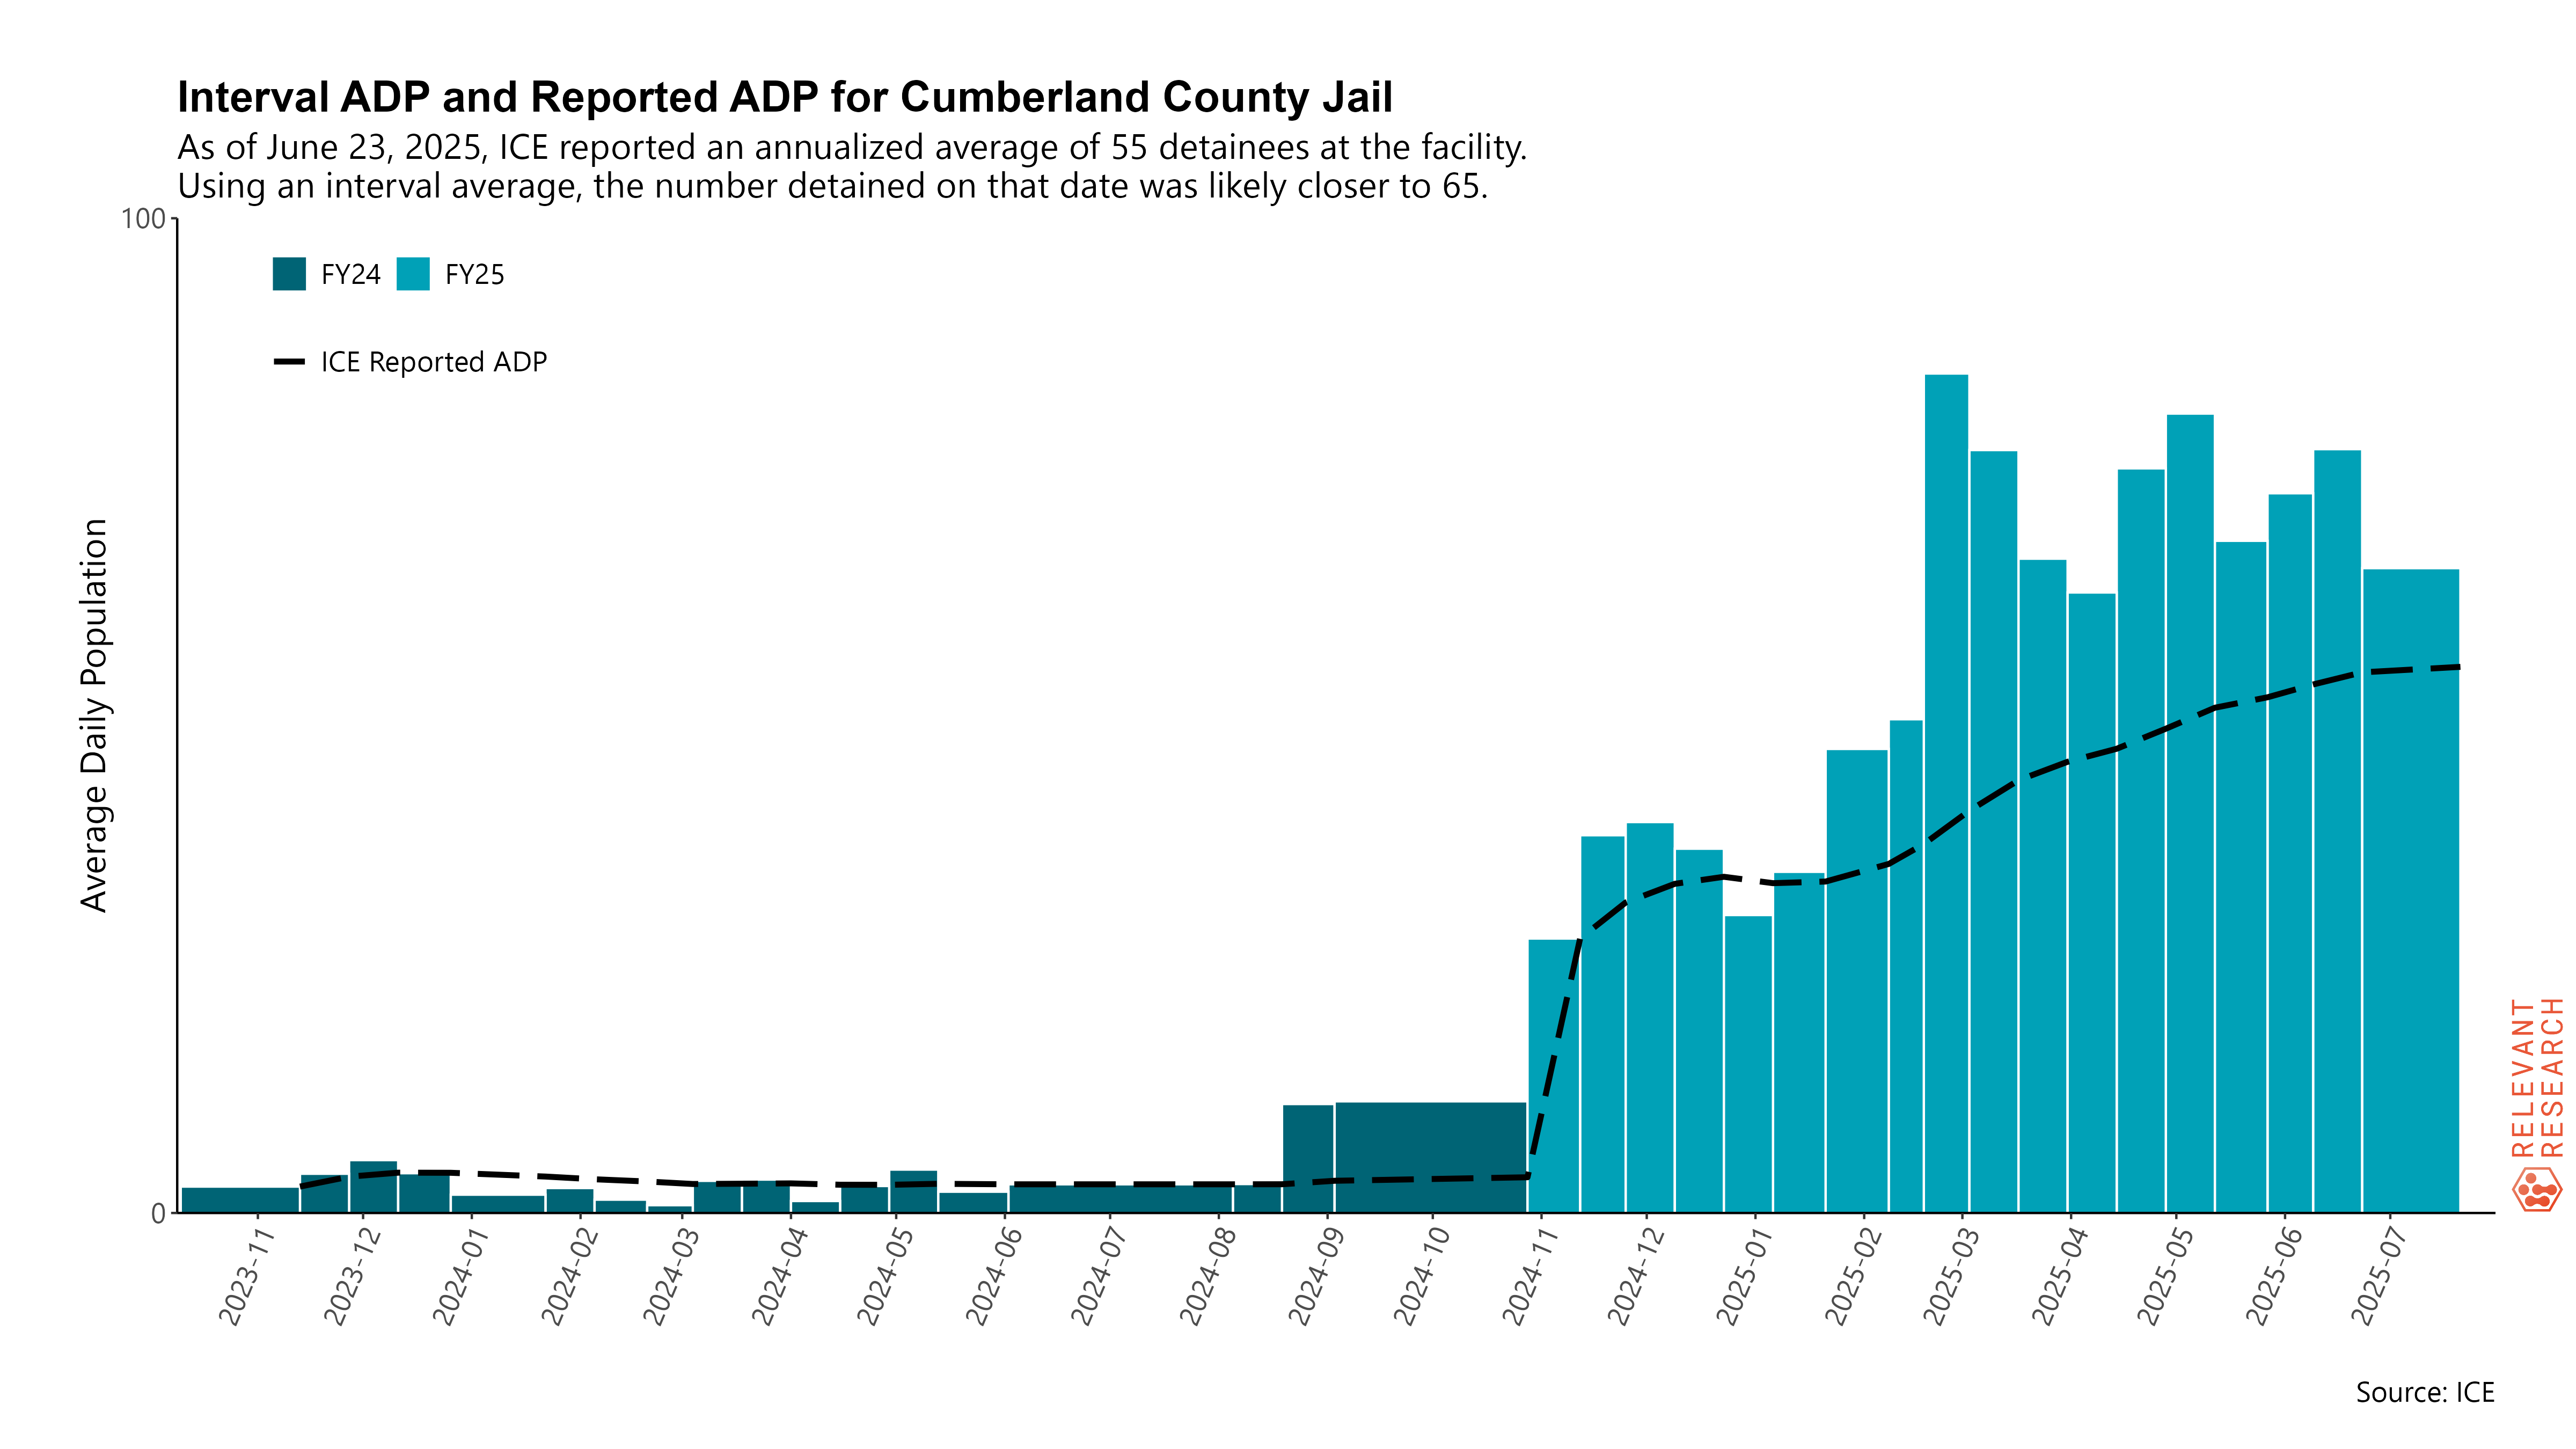 Interval ADP and Reported ADP for Cumberland County Jail
As of June 23, 2025, ICE reported an annualized average of 55 detainees at the facility.
Using an interval average, the number detained on that date was likely closer to 65.
100
FY24 FY25
ICE Reported ADP
Average Daily Population
0
2023-11 2023-12 2024-01 2024-02 2024-03 2024-04 2024-05 2024-06 2024-07 2024-08 2024-09 2024-10 2024-11 2024-12 2025-01 2025-02 2025-03 2025-04 2025-05 2025-06 2025-07
RELEVANT
RESEARCH
Source: ICE